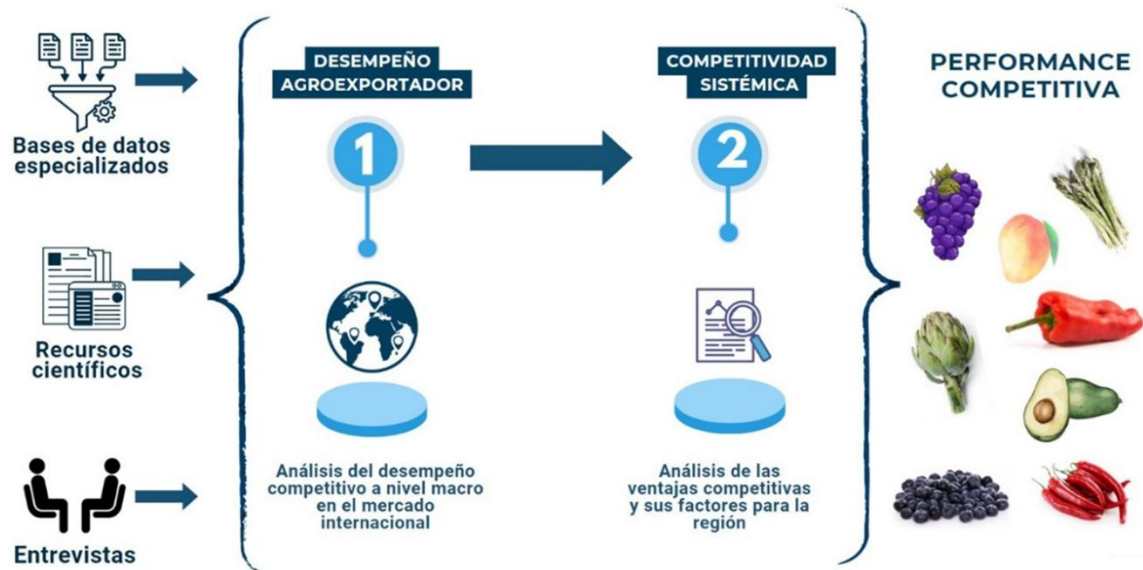 Bases de datos
especializados
Recursos
científicos
Entrevistas
DESEMPEÑO
AGROEXPORTADOR
1
Análisis del desempeño
competitivo a nivel macro
en el mercado
internacional
COMPETITIVIDAD
SISTÉMICA
2
Análisis de las
ventajas competitivas
y sus factores para la
región
PERFORMANCE
COMPETITIVA